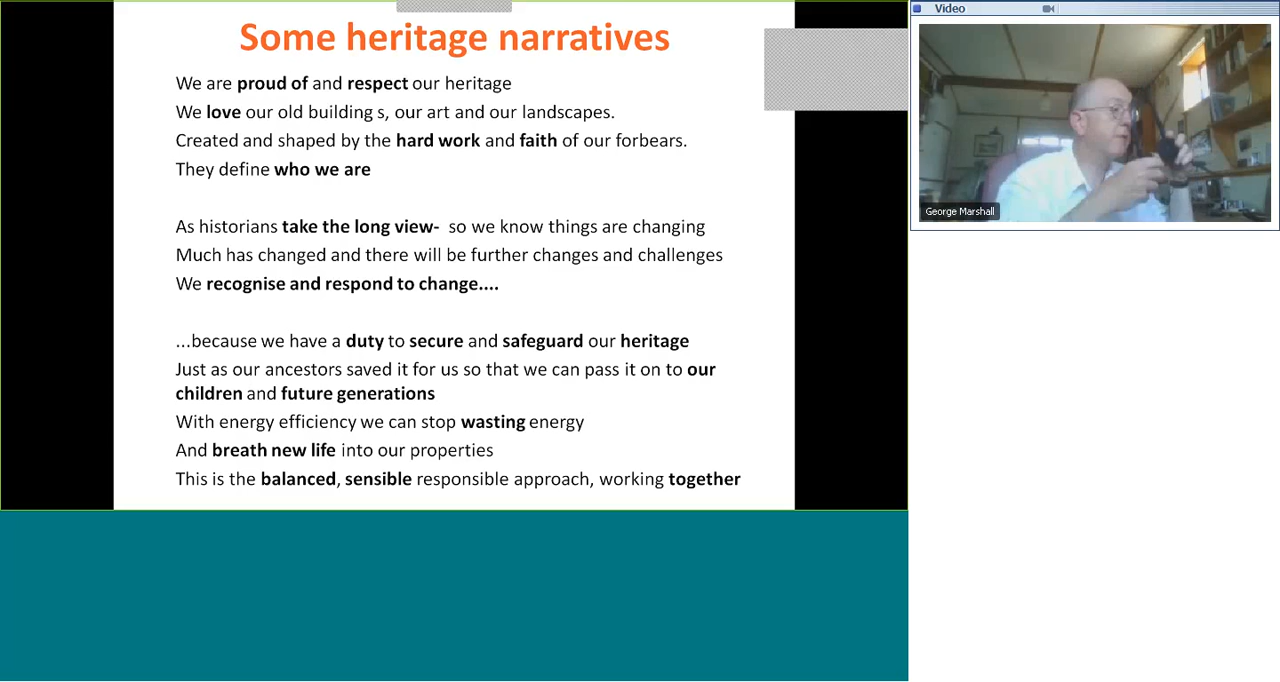 Some heritage narratives
We are proud of and respect our heritage
We love our old building s, our art and our landscapes.
Created and shaped by the hard work and faith of our forbears.
They define who we are
As historians take the long view-  so we know things are changing
Much has changed and there will be further changes and challenges
We recognise and respond to change....
...because we have a duty to secure and safeguard our heritage
Just as our ancestors saved it for us so that we can pass it on to our
children and future generations
With energy efficiency we can stop wasting energy
And breath new life into our properties
This is the balanced, sensible responsible approach, working together
Video
George Marshall